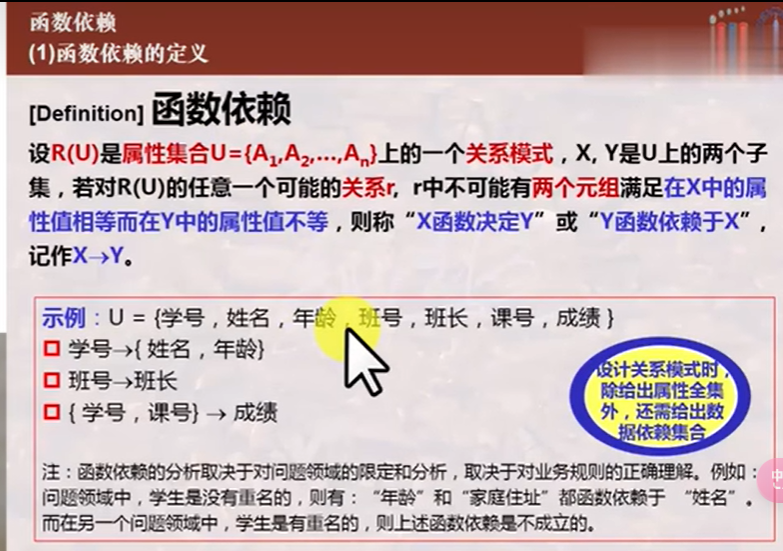 函数依赖
(1)函数依赖的定义
[Definition] 函数依赖
设R(U)是属性集合U={A1,A2,...,An}上的一个关系模式，X, Y是U上的两个子
集，若对R(U)的任意一个可能的关系r, r中不可能有两个元组满足在X中的属
性值相等而在Y中的属性值不等，则称“X函数决定Y”或“Y函数依赖于X”，
记作X→Y。
示例：U = {学号，姓名，年龄，班号，班长，课号，成绩 }
学号→{ 姓名，年龄}
班号→班长
{ 学号，课号} → 成绩
设计关系模式时，
除给出属性全集
外，还需给出数
据依赖集合
注：函数依赖的分析取决于对问题领域的限定和分析，取决于对业务规则的正确理解。例如：
问题领域中，学生是没有重名的，则有：“年龄”和“家庭住址”都函数依赖于 “姓名”。
而在另一个问题领域中，学生是有重名的，则上述函数依赖是不成立的。
中